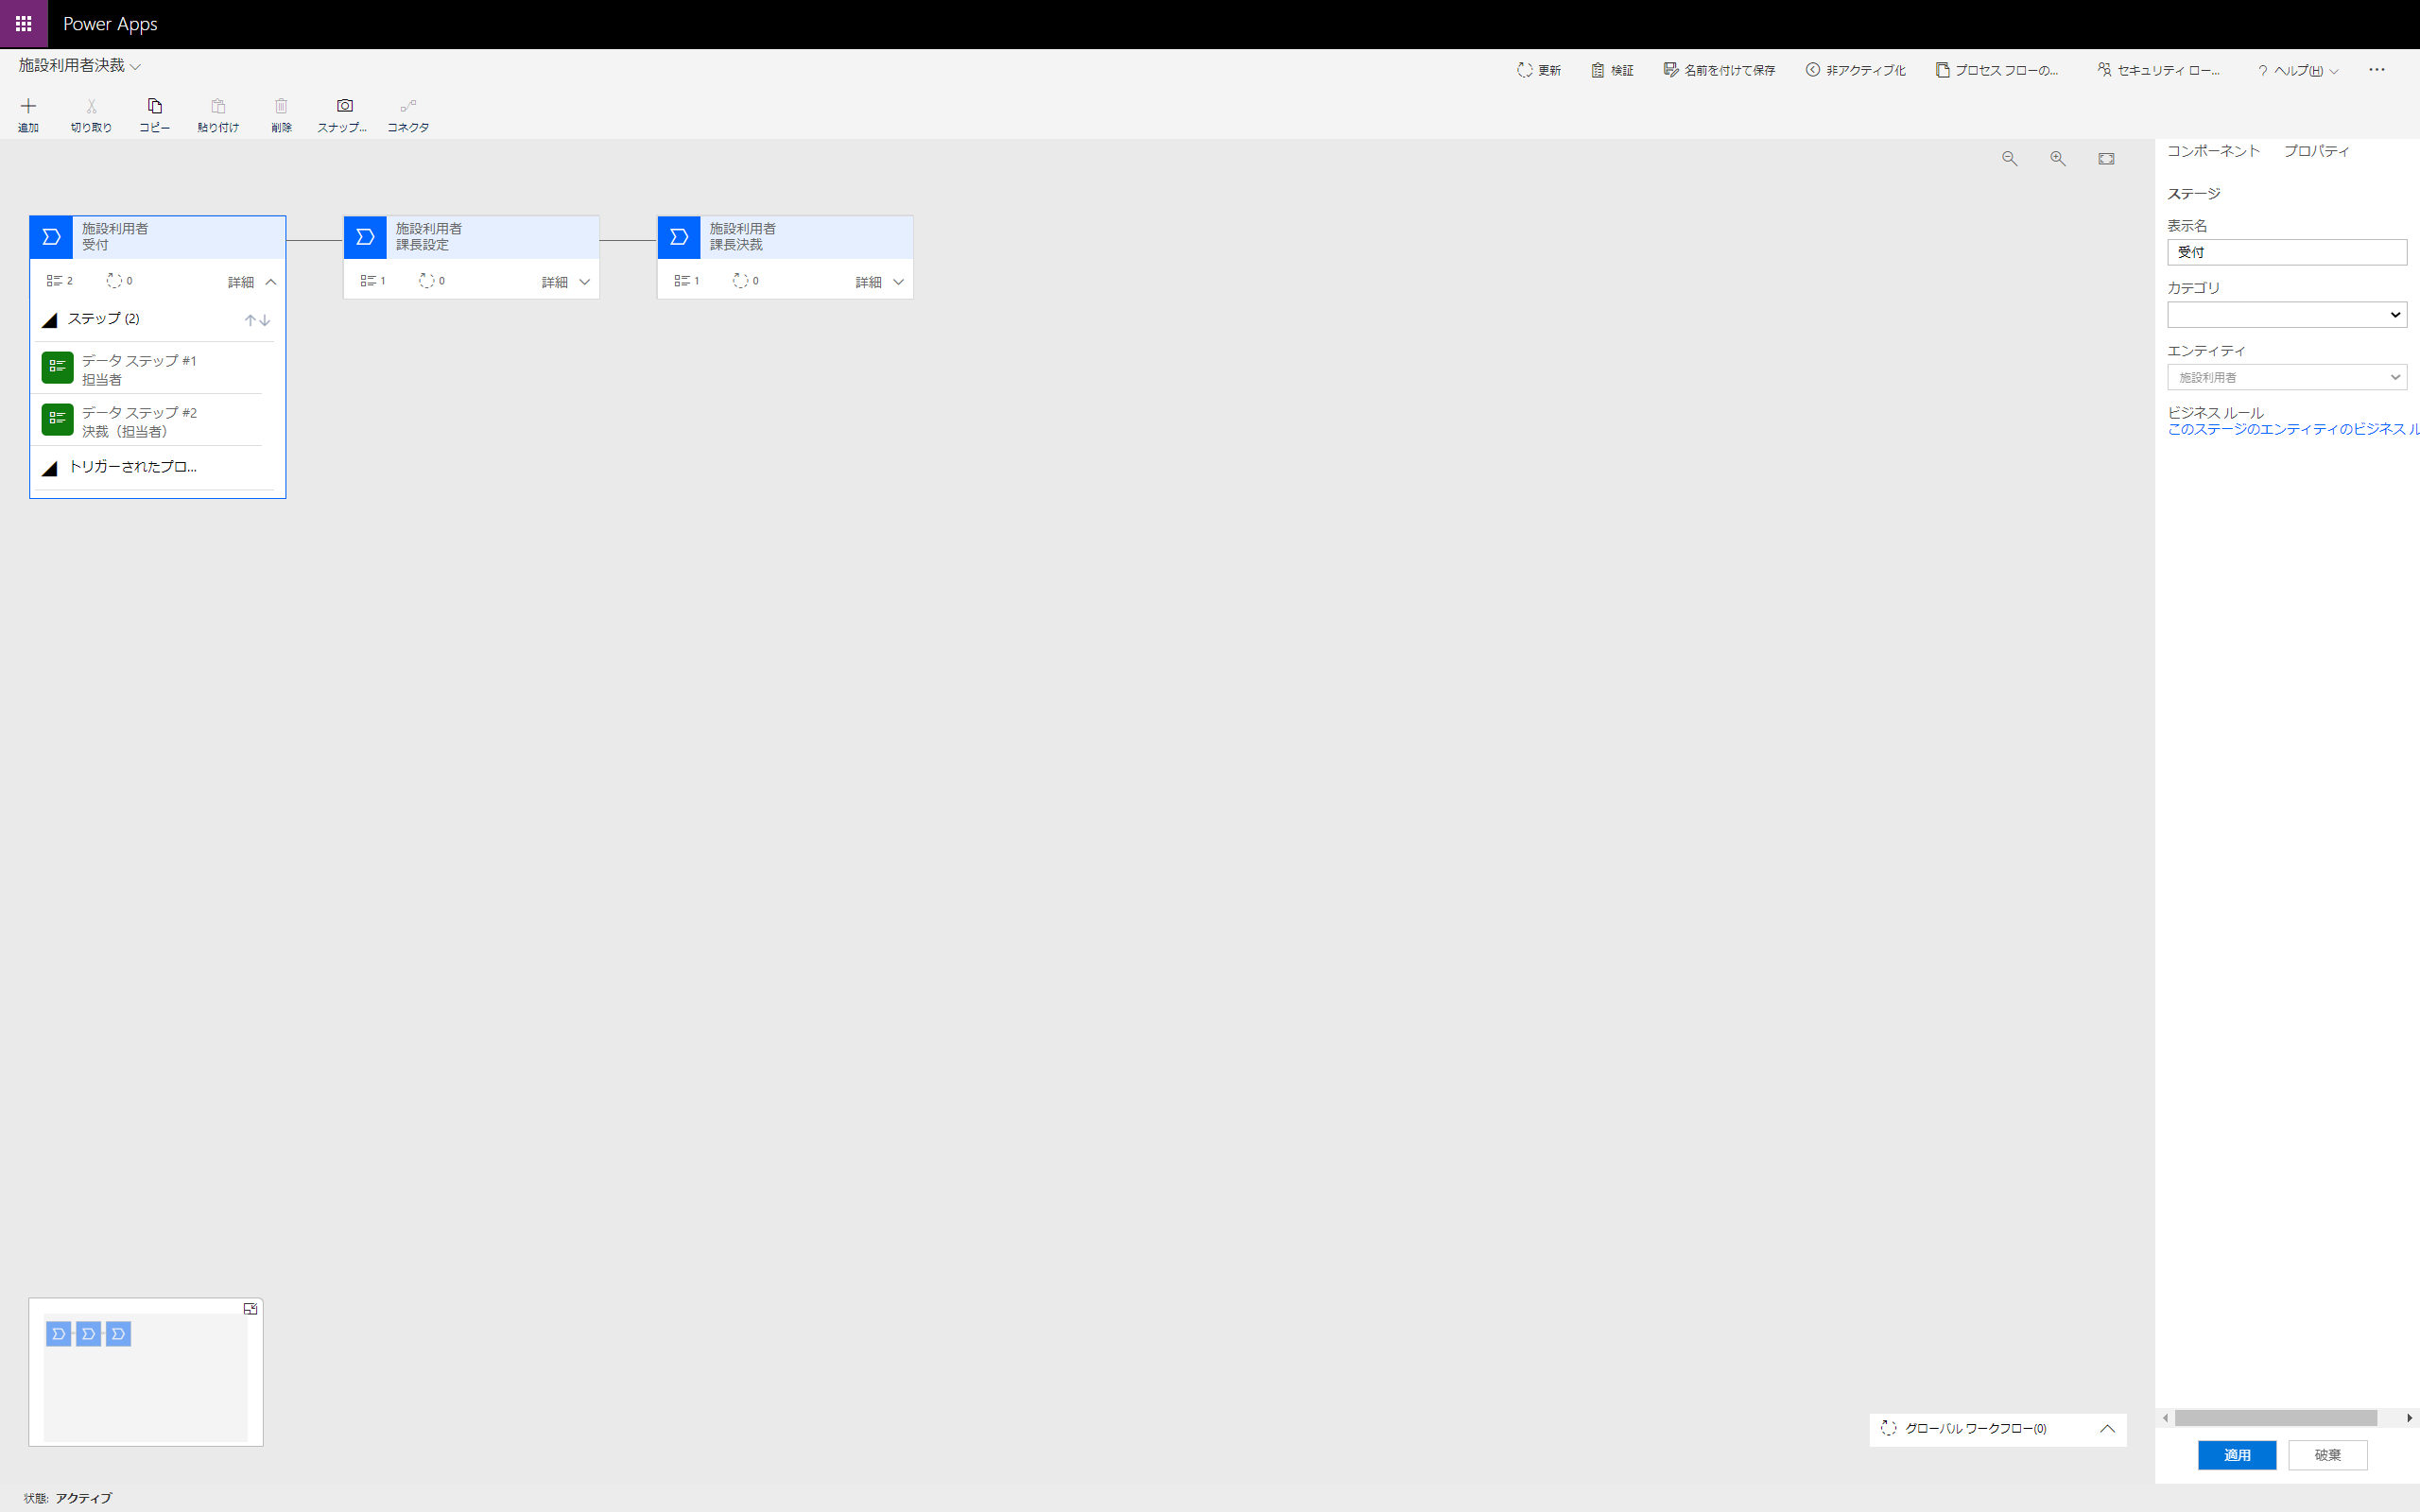 Power Apps
施設利用者決裁
更新
検証
名前を付けて保存
非アクティブ化
プロセス フローの...
セキュリティ ロー...
? ヘルプ(H)
...
追加
切り取り
コピー
貼り付け
削除
スナップ...
コネクタ
コンポーネント
プロパティ
施設利用者
受付
2
0
詳細
ステップ (2)
データ ステップ #1
担当者
データ ステップ #2
決裁（担当者）
トリガーされたプロ...
施設利用者
課長設定
1
0
詳細
施設利用者
課長決裁
1
0
詳細
ステージ
表示名
受付
カテゴリ
エンティティ
施設利用者
ビジネス ルール
このステージのエンティティのビジネス ル
グローバル ワークフロー(0)
適用
破棄
状態: アクティブ